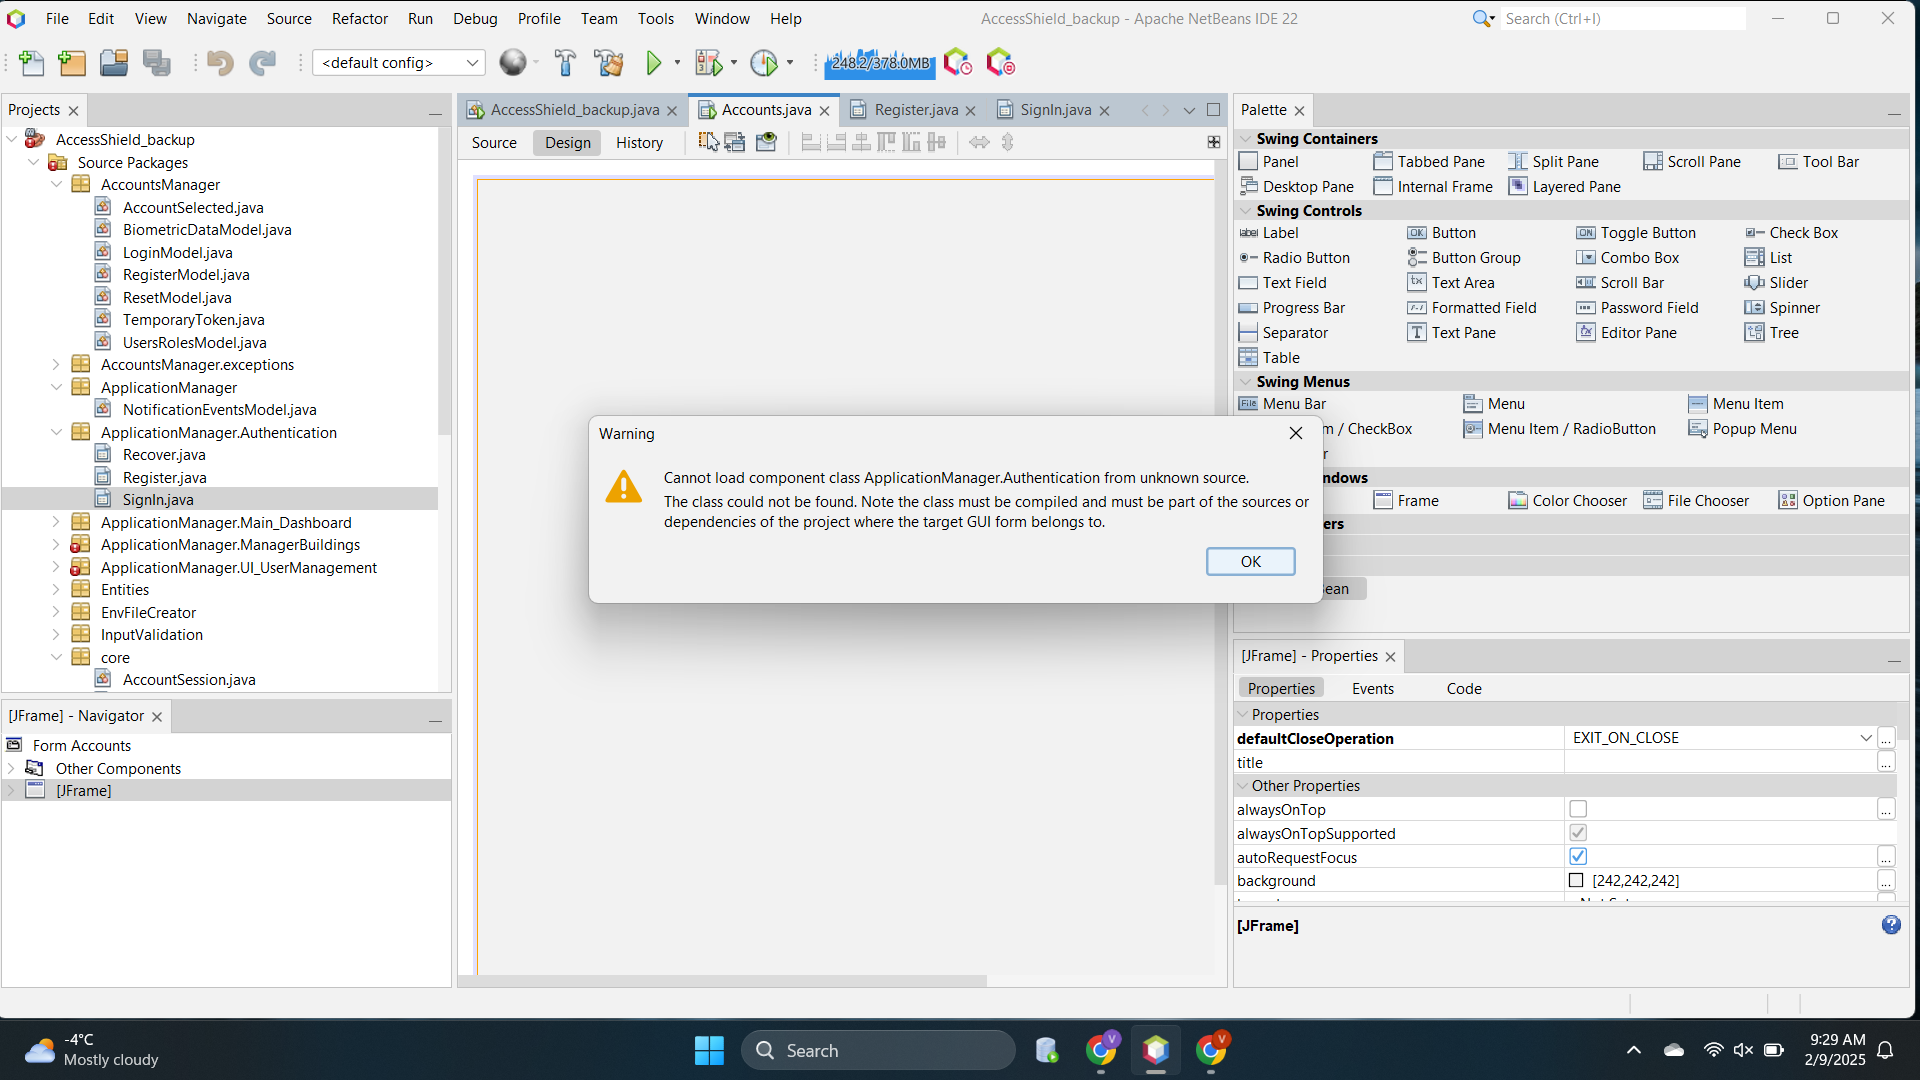 File Edit View Navigate Source Refactor Run Debug Profile Team Tools Window Help
AccessShield_backup - Apache NetBeans IDE 22
Search (Ctrl+I)
<default config>
248.2/378.0MB
Projects
AccessShield_backup
Source Packages
AccountsManager
AccountSelected.java
BiometricDataModel.java
LoginModel.java
RegisterModel.java
ResetModel.java
TemporaryToken.java
UsersRolesModel.java
AccountsManager.exceptions
ApplicationManager
NotificationEventsModel.java
ApplicationManager.Authentication
Recover.java
Register.java
SignIn.java
ApplicationManager.Main_Dashboard
ApplicationManager.ManagerBuildings
ApplicationManager.UI_UserManagement
Entities
EnvFileCreator
InputValidation
core
AccountSession.java
[JFrame] - Navigator
Form Accounts
Other Components
[JFrame]
AccessShield_backup.java Accounts.java Register.java SignIn.java
Source Design History
Warning
Cannot load component class ApplicationManager.Authentication from unknown source.
The class could not be found. Note the class must be compiled and must be part of the sources or
dependencies of the project where the target GUI form belongs to.
OK
Palette
Swing Containers
Panel Tabbed Pane Split Pane Scroll Pane Tool Bar
Desktop Pane Internal Frame Layered Pane
Swing Controls
Label Button Toggle Button Check Box
Radio Button Button Group Combo Box List
Text Field Text Area Scroll Bar Slider
Progress Bar Formatted Field Password Field Spinner
Separator Text Pane Editor Pane Tree
Table
Swing Menus
Menu Bar Menu Menu Item
/ CheckBox Menu Item / RadioButton Popup Menu
Frame Color Chooser File Chooser Option Pane
[JFrame] - Properties
Properties Events Code
Properties
defaultCloseOperation EXIT_ON_CLOSE
title
Other Properties
alwaysOnTop
alwaysOnTopSupported
autoRequestFocus
background [242,242,242]
[JFrame]
-4°C
Mostly cloudy
Search
9:29 AM
2/9/2025